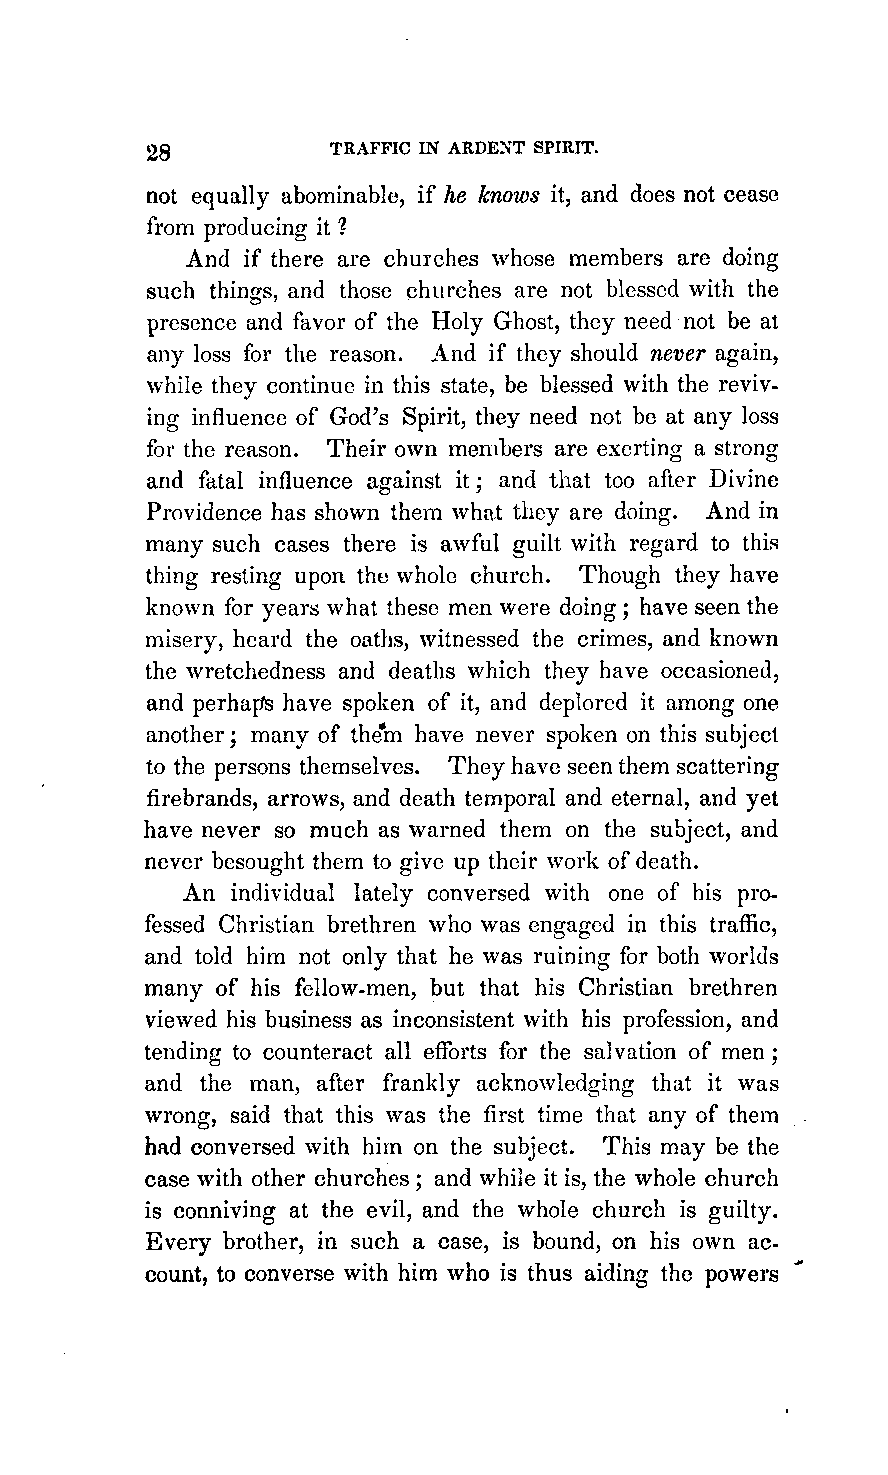 28 TRAFFIC IN ARDENT SPIRIT.
not equally abominable, if he knows it, and does not cease
from producing it ?
And if there are churches whose members are doing
such things, and those churches are not blessed with the
presence and favor of the Holy Ghost, they need not be at
any loss for the reason. And if they should never again,
while they continue in this state, be blessed with the reviv-
ing influence of God's Spirit, they need not be at any loss
for the reason. Their own members are exerting a strong
and fatal influence against it ; and that too after Divine
Providence has shown them what they are doing. And in
many such cases there is awful guilt with regard to this
thing resting upon the whole church. Though they have
known for years what these men were doing ; have seen the
misery, heard the oaths, witnessed the crimes, and known
the wretchedness and deaths which they have occasioned,
and perhaps have spoken of it, and deplored it among one
another ; many of them have never spoken on this subject
to the persons themselves. They have seen them scattering
firebrands, arrows, and death temporal and eternal, and yet
have never so much as warned them on the subject, and
never besought them to give up their work of death.
An individual lately conversed with one of his pro-
fessed Christian brethren who was engaged in this traffic,
and told him not only that he was ruining for both worlds
many of his fellow-men, but that his Christian brethren
viewed his business as inconsistent with his profession, and
tending to counteract all efforts for the salvation of men ;
and the man, after frankly acknowledging that it was
wrong, said that this was the first time that any of them
had conversed with him on the subject. This may be the
case with other churches ; and while it is, the whole church
is conniving at the evil, and the whole church is guilty.
Every brother, in such a case, is bound, on his own ac-
count, to converse with him who is thus aiding the powers